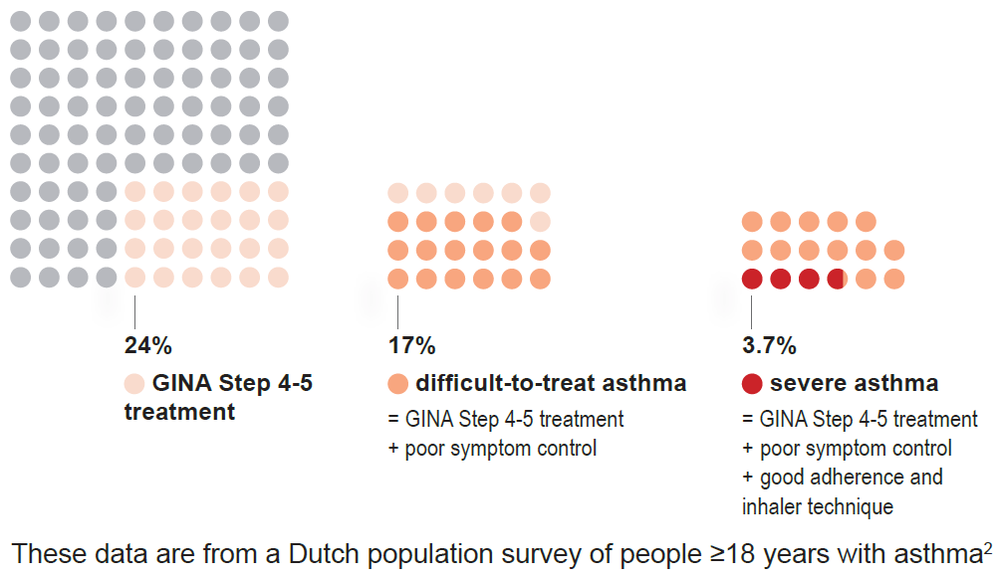 24%
GINA Step 4-5
treatment
17%
difficult-to-treat asthma
= GINA Step 4-5 treatment
+ poor symptom control
3.7%
severe asthma
= GINA Step 4-5 treatment
+ poor symptom control
+ good adherence and
inhaler technique
These data are from a Dutch population survey of people ≥18 years with asthma²